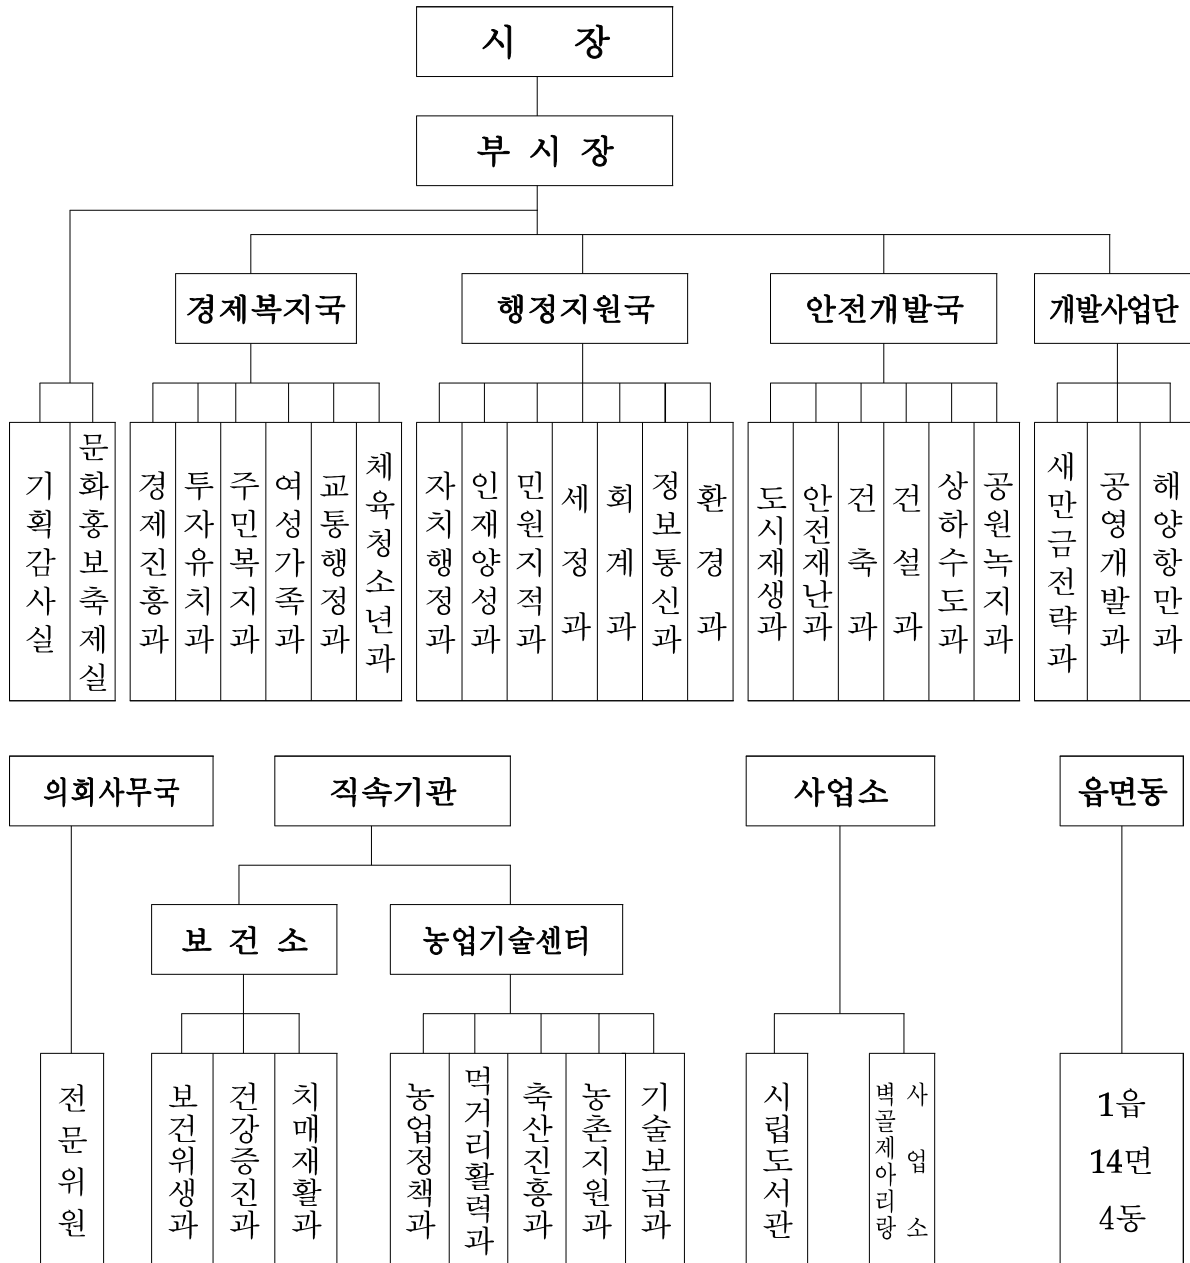 시 장
부 시 장
경제복지국
행정지원국
안전개발국
개발사업단
기획감사실
문화홍보축제실
경제진흥과
투자유치과
주민복지과
여성가족과
교통행정과
체육청소년과
자치행정과
인재양성과
민원지적과
세정과
회계과
정보통신과
환경과
도시재생과
안전재난과
건축과
건설과
상하수도과
공원녹지과
새만금전략과
공영개발과
해양항만과
의회사무국
직속기관
사업소
읍면동
보 건 소
농업기술센터
전문위원
보건위생과
건강증진과
치매재활과
농업정책과
먹거리활력과
축산진흥과
농촌지원과
기술보급과
시립도서관
벽골제아리랑
사업소
1읍
14면
4동